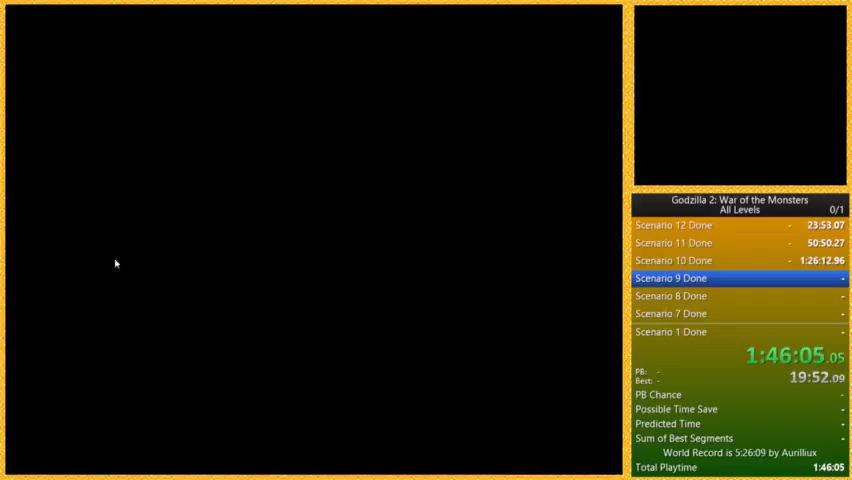 Godzilla 2: War of the Monsters
All Levels 0/1
Scenario 12 Done - 23:53.07
Scenario 11 Done - 50:50.27
Scenario 10 Done - 1:26:12.96
Scenario 9 Done -
Scenario 8 Done -
Scenario 7 Done -
Scenario 1 Done -
1:46:05.05
PB: -
Best: - 19:52.09
PB Chance -
Possible Time Save -
Predicted Time -
Sum of Best Segments -
World Record is 5:26:09 by Aurilliux
Total Playtime 1:46:05